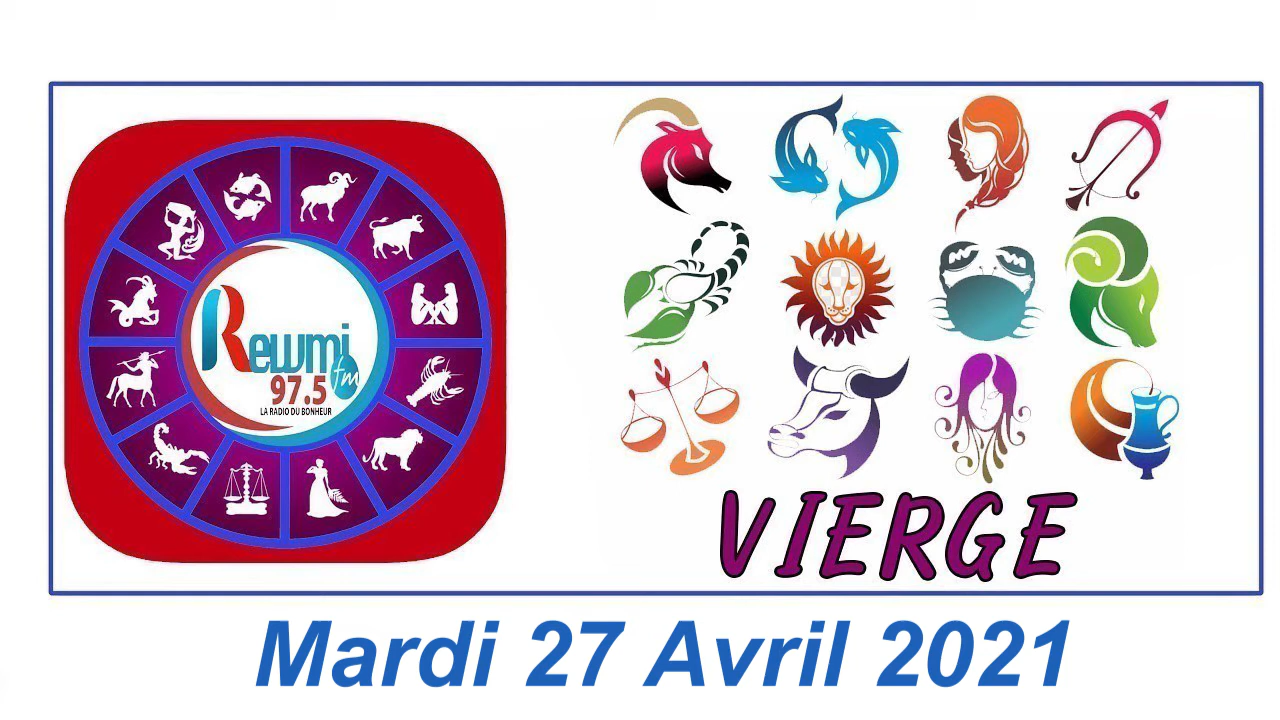 Rewmi
fm
97.5
LA RADIO DU BONHEUR
VIERGE
Mardi 27 Avril 2021